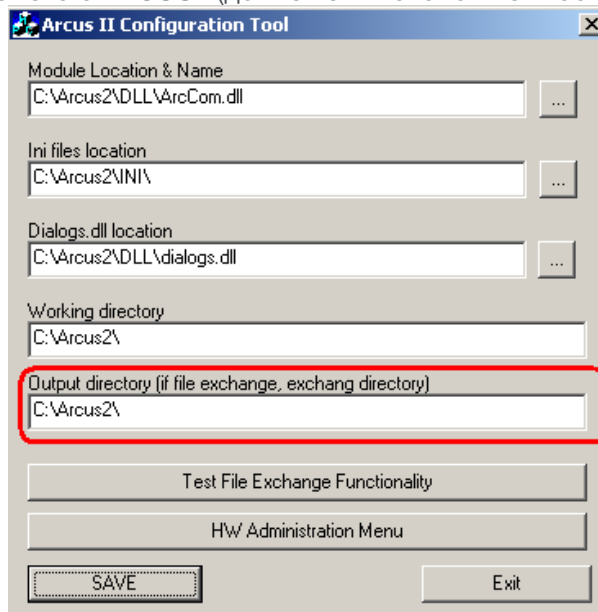 Arcus II Configuration Tool
Module Location & Name
C:\Arcus2\DLL\ArcCom.dll
...
Ini files location
C:\Arcus2\INI\
...
Dialogs.dll location
C:\Arcus2\DLL\dialogs.dll
...
Working directory
C:\Arcus2\
Output directory (if file exchange, exchang directory)
C:\Arcus2\
Test File Exchange Functionality
HW Administration Menu
SAVE
Exit